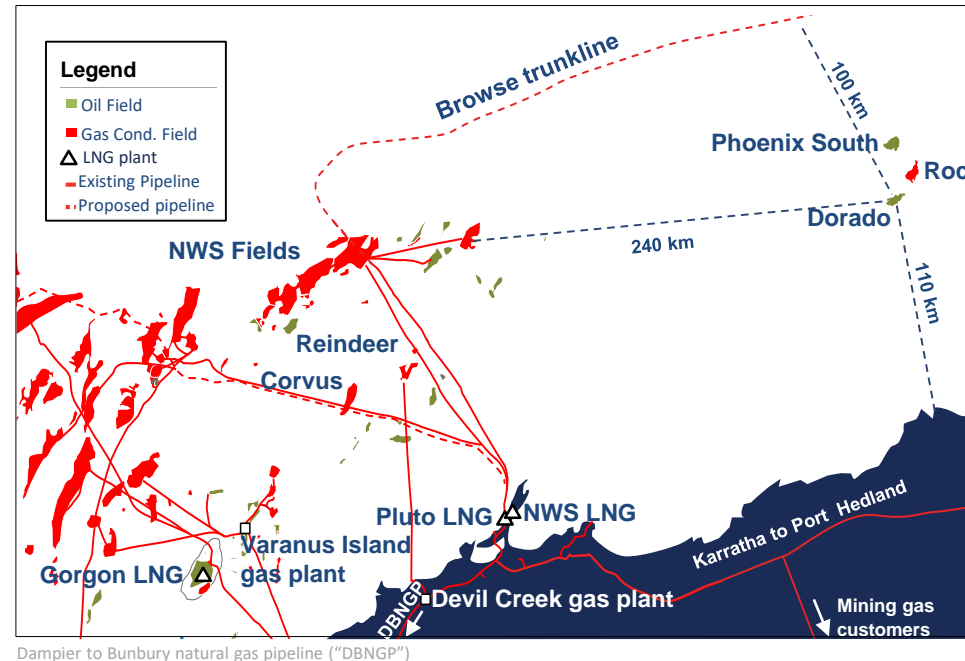 Legend
Oil Field
Gas Cond. Field
LNG plant
Existing Pipeline
Proposed pipeline
Browse trunkline
100 km
Phoenix South
Roc
Dorado
240 km
110 km
NWS Fields
Reindeer
Corvus
Pluto LNG
NWS LNG
Karratha to Port Hedland
Varanus Island
gas plant
Gorgon LNG
DBNGP
Devil Creek gas plant
Mining gas
customers
Dampier to Bunbury natural gas pipeline (“DBNGP”)